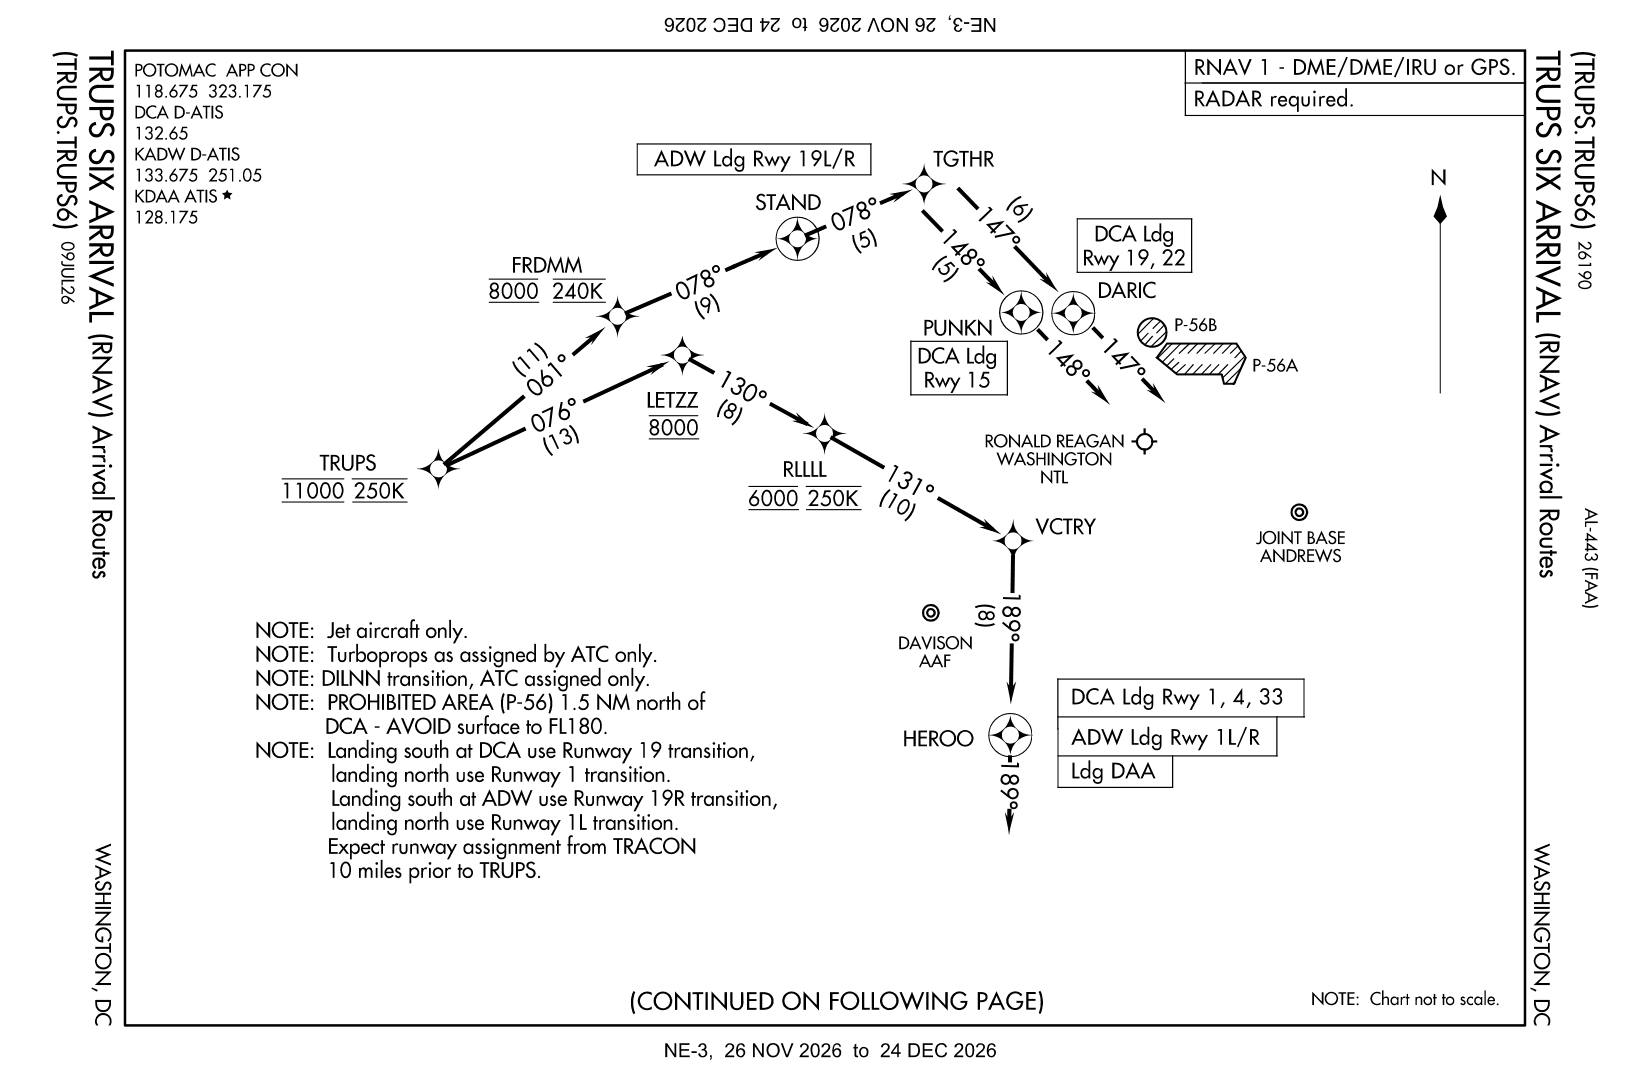 NE-3, 26 NOV 2026 to 24 DEC 2026
TRUPS SIX ARRIVAL (RNAV) Arrival Routes
(TRUPS.TRUPS6) 09JUL26
WASHINGTON, DC
POTOMAC APP CON
118.675 323.175
DCA D-ATIS
132.65
KADW D-ATIS
133.675 251.05
KDAA ATIS ★
128.175
RNAV 1 - DME/DME/IRU or GPS.
RADAR required.
(TRUPS.TRUPS6) 26190
TRUPS SIX ARRIVAL (RNAV) Arrival Routes
AL-443 (FAA)
WASHINGTON, DC
N
ADW Ldg Rwy 19L/R
TGTHR
STAND
078°
(5)
147°
(6)
148°
(5)
DCA Ldg
Rwy 19, 22
DARIC
FRDMM
8000 240K
078°
(9)
PUNKN
DCA Ldg
Rwy 15
148°
147°
P-56B
P-56A
(11)
061°
076°
(13)
LETZZ
8000
130°
(8)
TRUPS
11000 250K
RLLLL
6000 250K
131°
(10)
RONALD REAGAN
WASHINGTON
NTL
VCTRY
JOINT BASE
ANDREWS
189°
(8)
DAVISON
AAF
HEROO
189°
DCA Ldg Rwy 1, 4, 33
ADW Ldg Rwy 1L/R
Ldg DAA
NOTE: Jet aircraft only.
NOTE: Turboprops as assigned by ATC only.
NOTE: DILNN transition, ATC assigned only.
NOTE: PROHIBITED AREA (P-56) 1.5 NM north of
DCA - AVOID surface to FL180.
NOTE: Landing south at DCA use Runway 19 transition,
landing north use Runway 1 transition.
Landing south at ADW use Runway 19R transition,
landing north use Runway 1L transition.
Expect runway assignment from TRACON
10 miles prior to TRUPS.
(CONTINUED ON FOLLOWING PAGE)
NOTE: Chart not to scale.
NE-3, 26 NOV 2026 to 24 DEC 2026